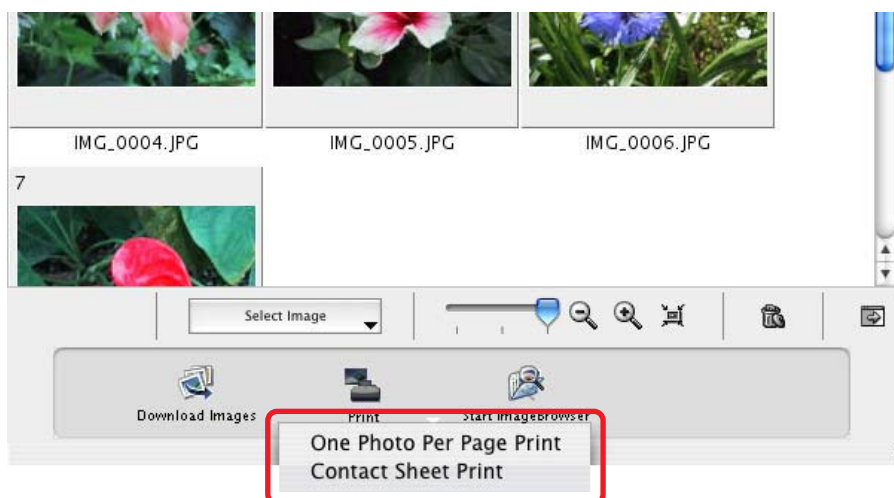 IMG_0004.JPG
IMG_0005.JPG
IMG_0006.JPG
7
Select Image
Download Images
Print
Start ImageBrowser
One Photo Per Page Print
Contact Sheet Print